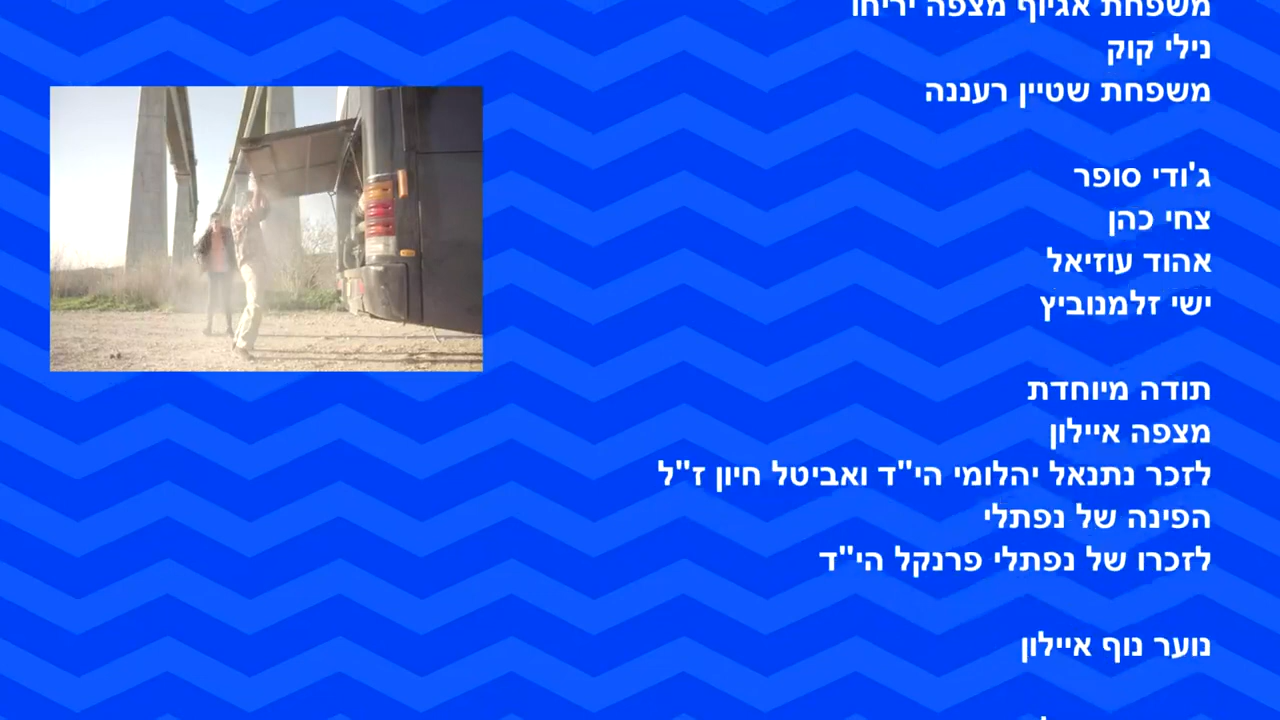 משפחת אגיוף מצפה יריחו
נילי קוק
משפחת שטיין רעננה
ג'ודי סופר
צחי כהן
אהוד עוזיאל
ישי זלמנוביץ
תודה מיוחדת
מצפה איילון
לזכר נתנאל יהלומי הי"ד ואביטל חיון ז"ל
הפינה של נפתלי
לזכרו של נפתלי פרנקל הי"ד
נוער נוף איילון